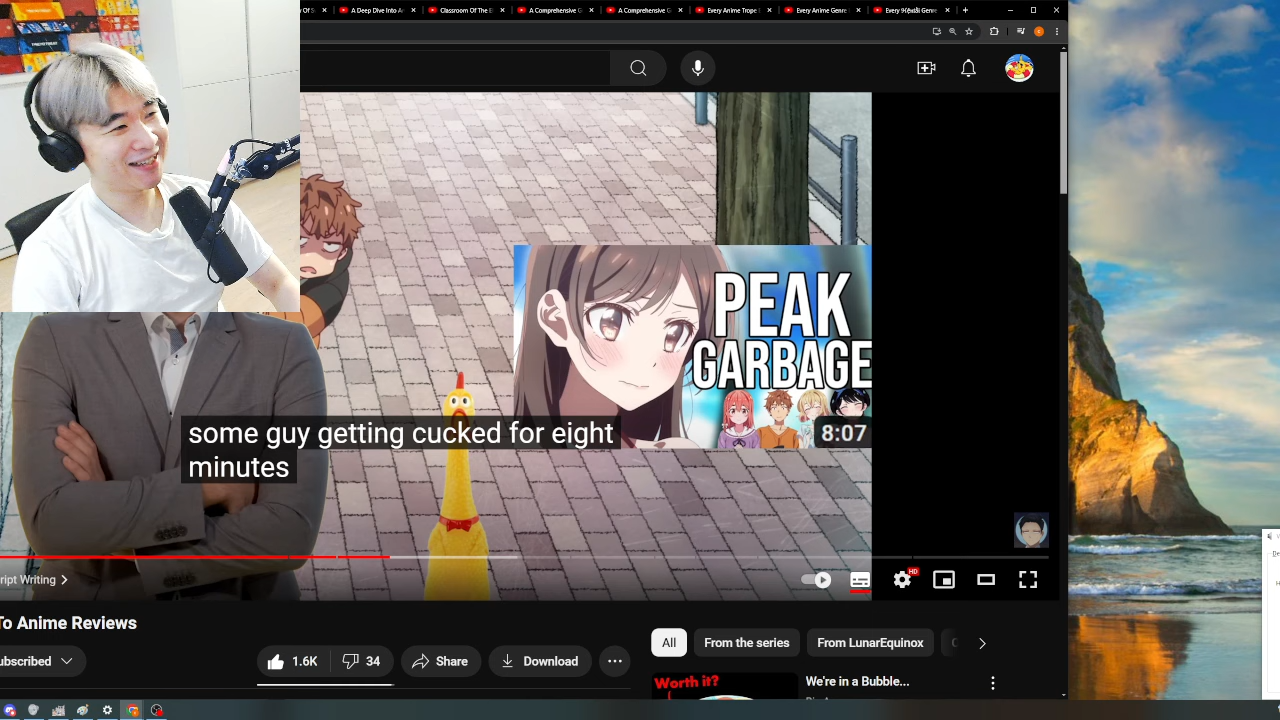 A Deep Dive Into A
Classroom Of The E
A Comprehensive G
A Comprehensive G
Every Anime Trope
Every Anime Genre
PEAK
GARBAGE
8:07
some guy getting cucked for eight
minutes
ript Writing
HD
To Anime Reviews
ubscribed
1.6K
34
Share
Download
All
From the series
From LunarEquinox
Worth it?
We're in a Bubble...